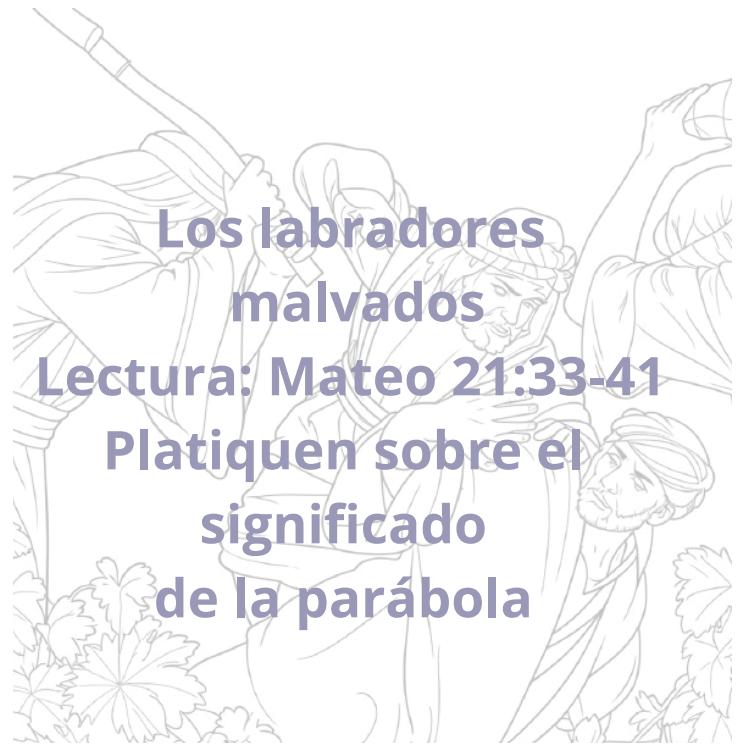 Los labradores
malvados
Lectura: Mateo 21:33-41
Platiquen sobre el
significado
de la parábola